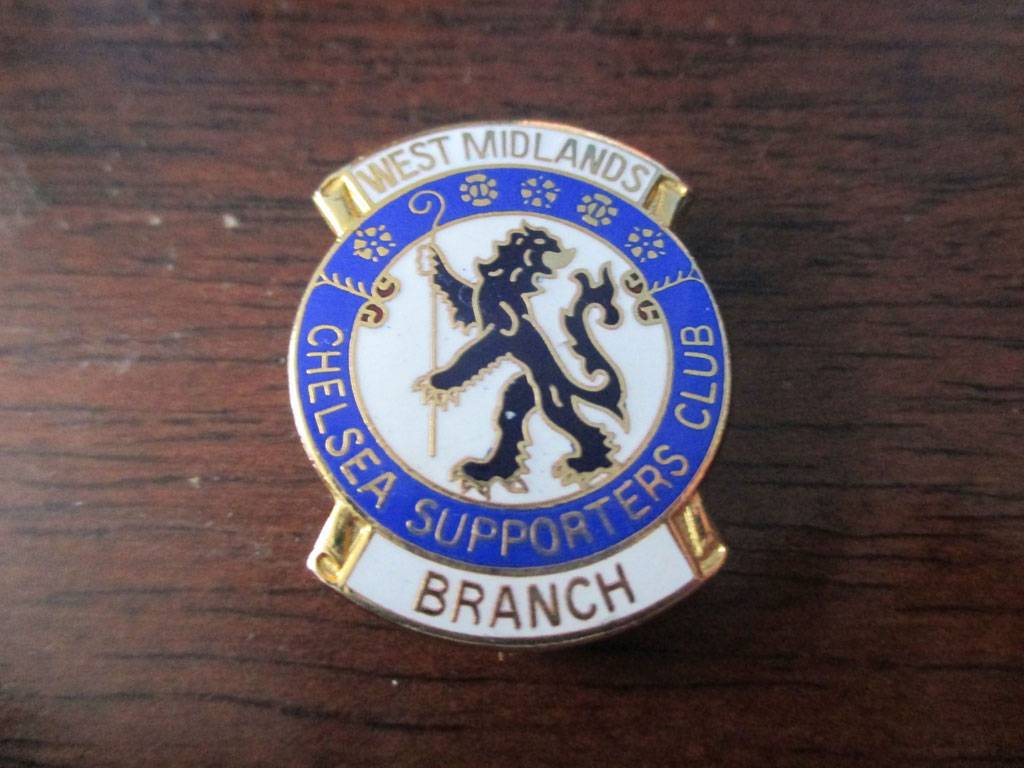 WEST MIDLANDS
CHELSEA SUPPORTERS CLUB
BRANCH